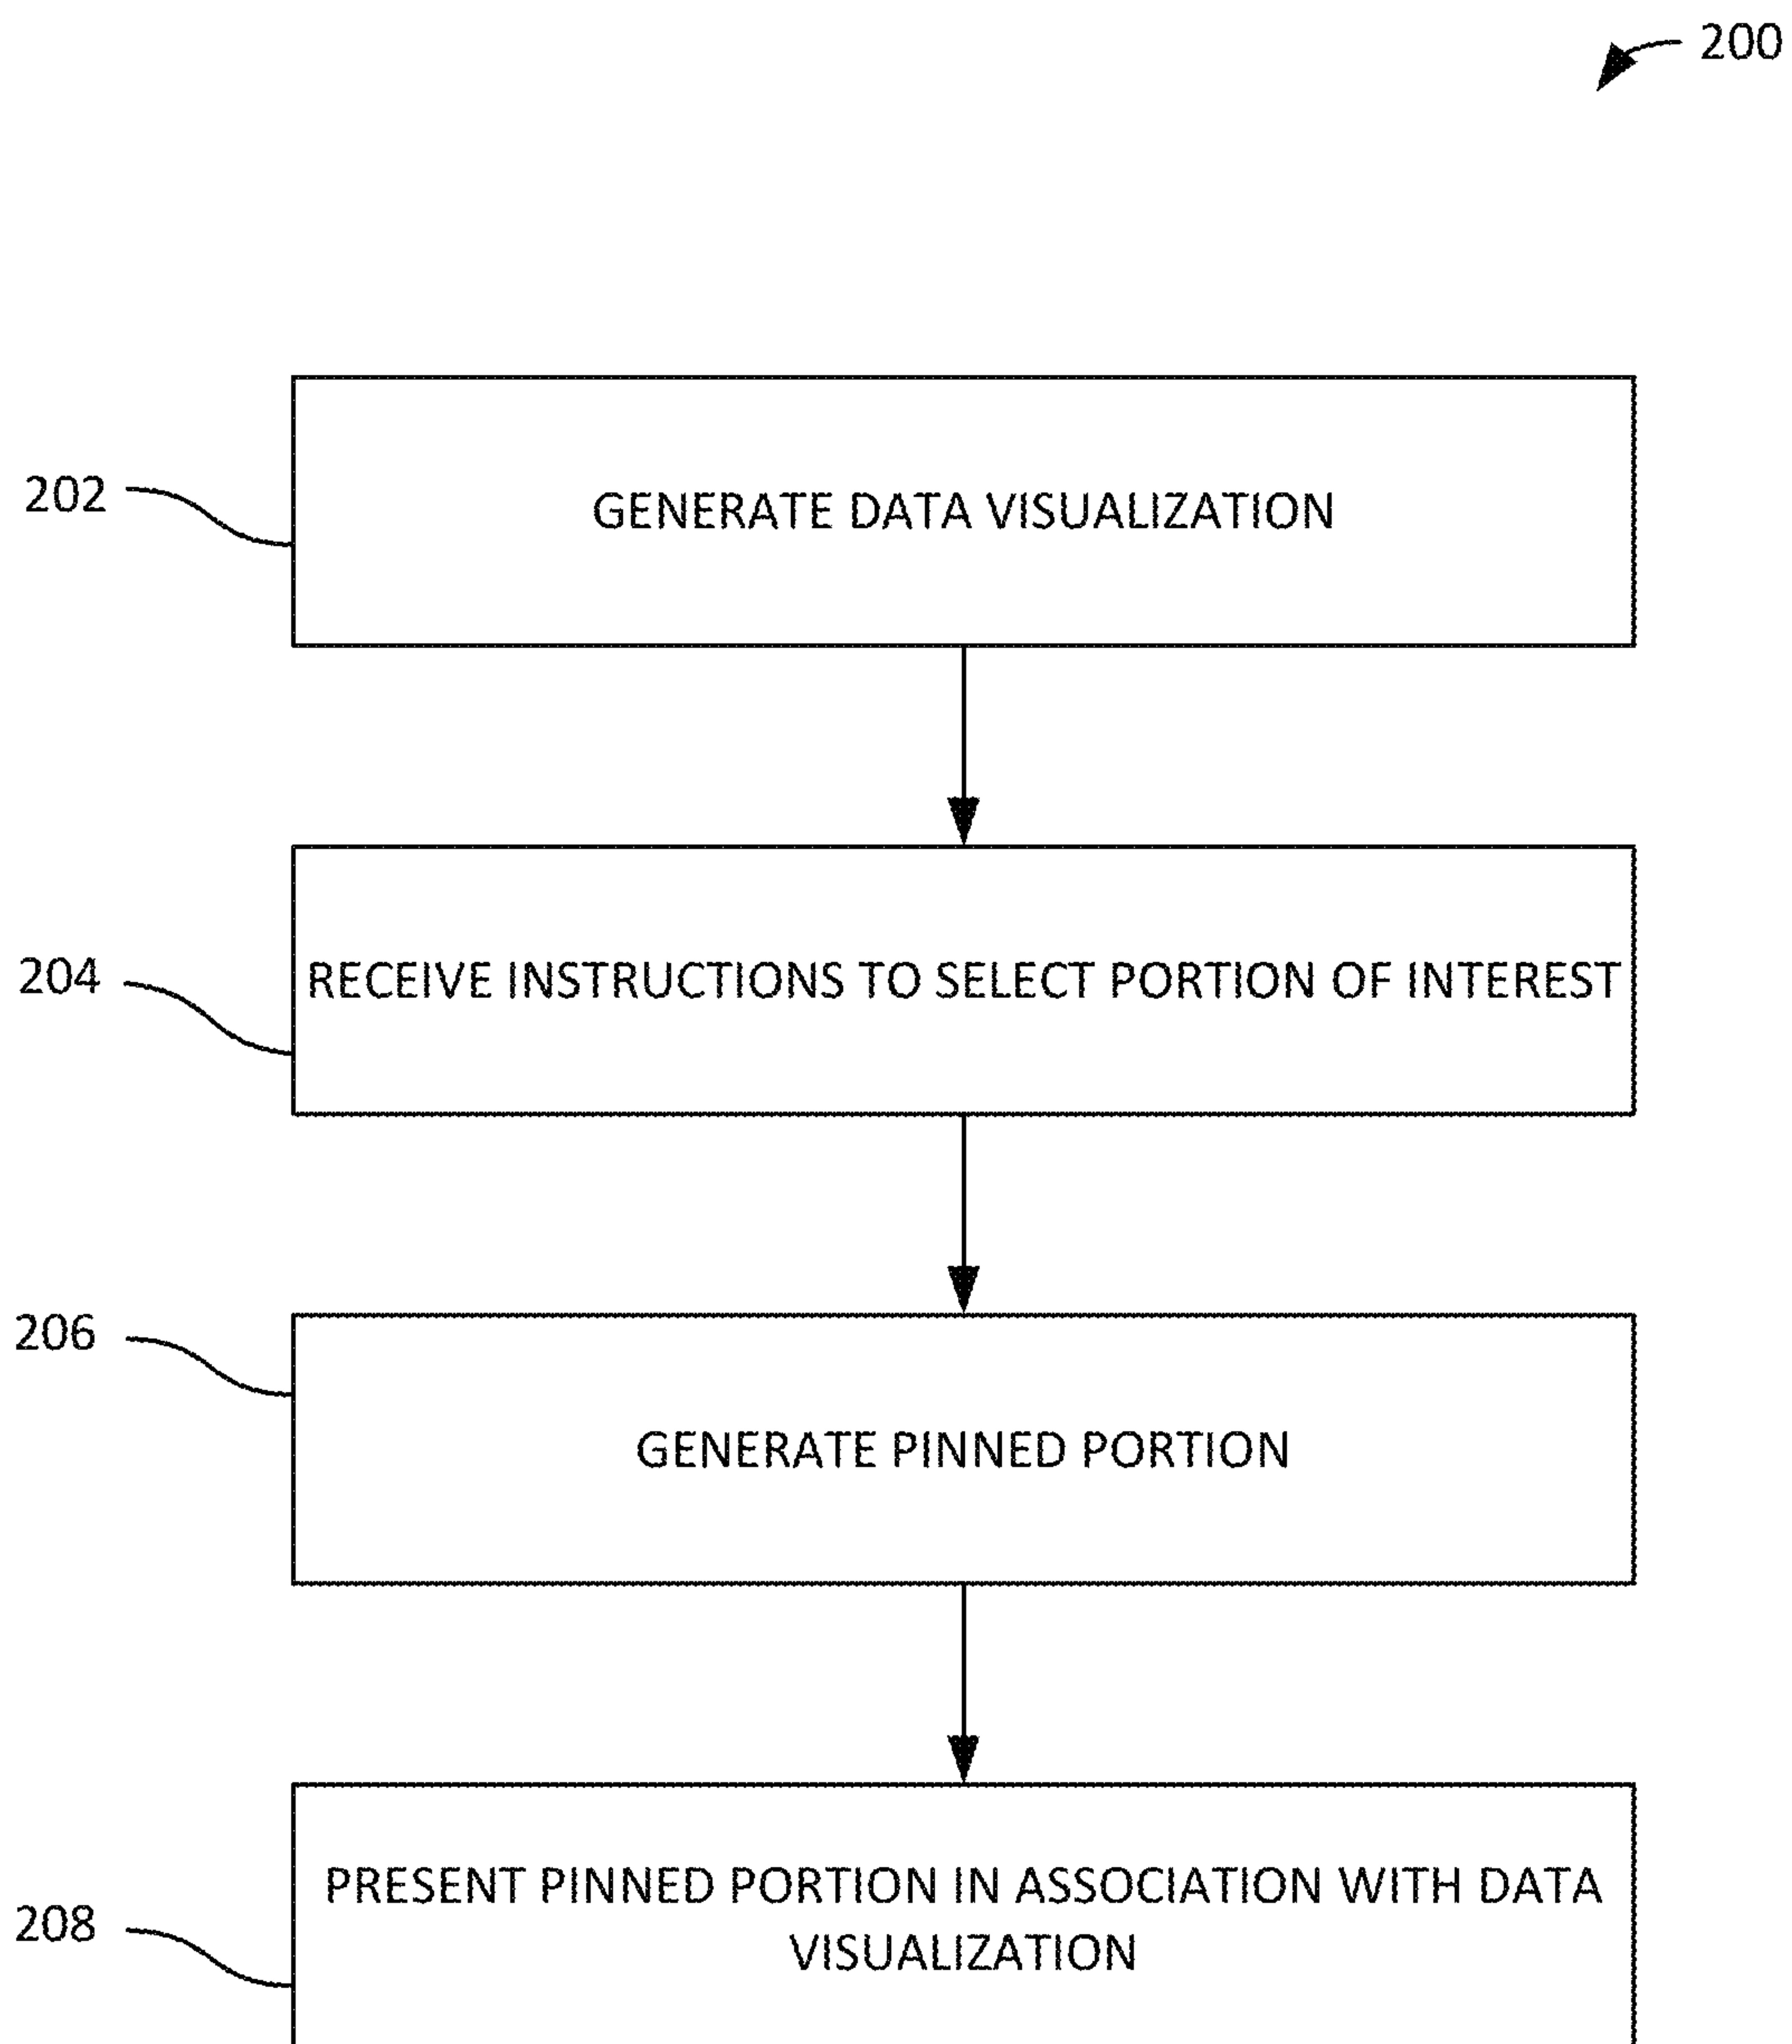 200
202
GENERATE DATA VISUALIZATION
204
RECEIVE INSTRUCTIONS TO SELECT PORTION OF INTEREST
206
GENERATE PINNED PORTION
208
PRESENT PINNED PORTION IN ASSOCIATION WITH DATA
VISUALIZATION